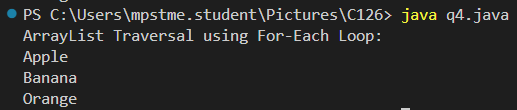 PS C:\Users\mpstme.student\Pictures\C126> java q4.java
ArrayList Traversal using For-Each Loop:
Apple
Banana
Orange